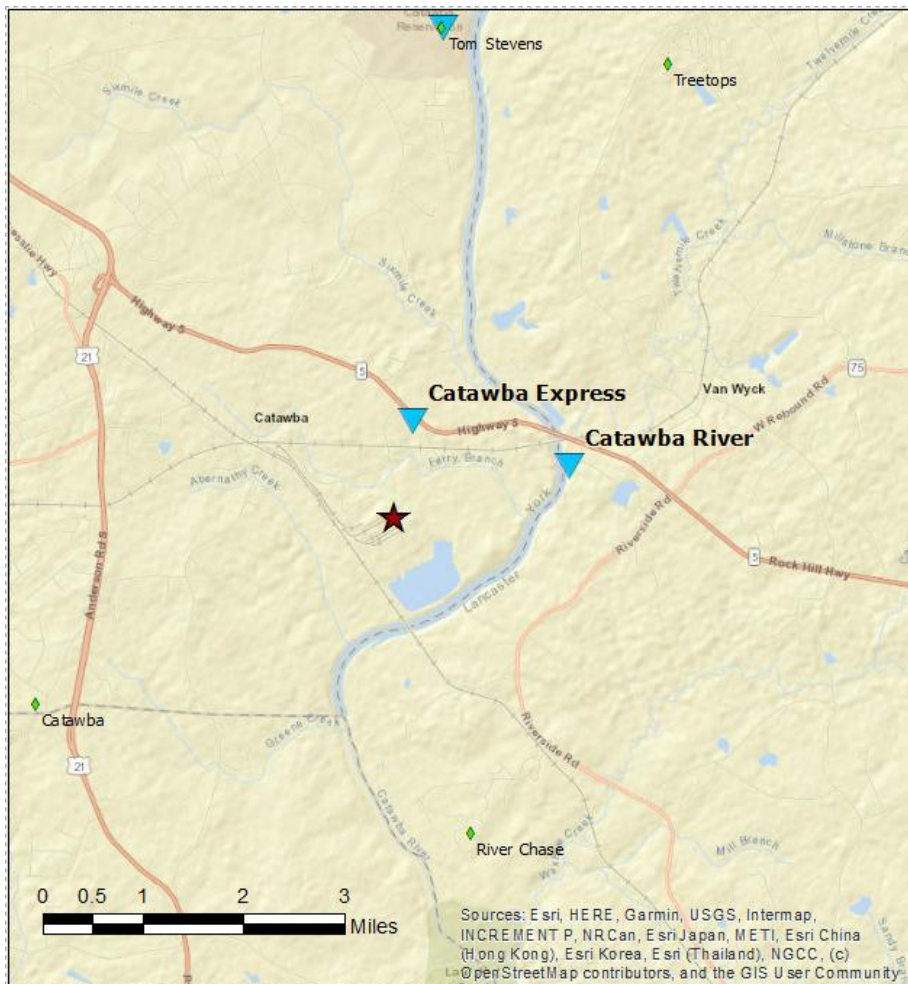 Reservation
Tom Stevens
Twelvemile Creek
Treetops
Sixmile Creek
Twelvemile Creek
Sixmile Creek
Highway 5
21
5
75
Catawba Express
Van Wyck
W Rebound Rd
Catawba
Highway 5
Catawba River
Ferry Branch
Abernathy Creek
York
Riverside Rd
5
Rock Hill Hwy
Anderson Rd S
Lancaster
Catawba
Greene Creek
Riverside Rd
21
Catawba River
River Chase
Mill Branch
0 0.5 1 2 3
Miles
Sources: Esri, HERE, Garmin, USGS, Intermap,
INCREMENT P, NRCan, Esri Japan, METI, Esri China
(Hong Kong), Esri Korea, Esri (Thailand), NGCC, (c)
OpenStreetMap contributors, and the GIS User Community